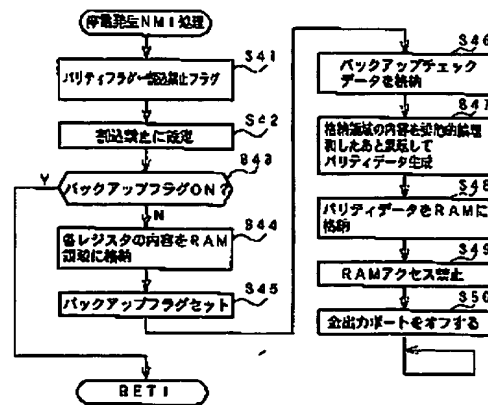 停電発生NMI処理
S41
パリティフラグ←割込禁止フラグ
S42
割込禁止に設定
S43
バックアップフラグON?
Y
N
S44
各レジスタの内容をRAM
領域に格納
S45
バックアップフラグセット
RETI
S46
バックアップチェック
データを格納
S47
格納領域の内容を排他的論理
和したあと反転して
パリティデータ生成
S48
パリティデータをRAMに
格納
S49
RAMアクセス禁止
S50
全出力ポートをオフする